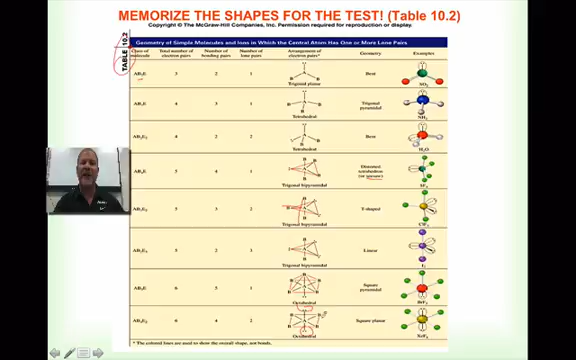 MEMORIZE THE SHAPES FOR THE TEST! (Table 10.2)
Copyright © The McGraw-Hill Companies, Inc. Permission required for reproduction or display.
TABLE 10.2
Geometry of Simple Molecules and Ions in Which the Central Atom Has One or More Lone Pairs
Class of molecule Total number of electron pairs Number of bonding pairs Number of lone pairs Arrangement of electron pairs* Geometry Examples
AB₂E 3 2 1 Trigonal planar Bent SO₂
AB₃E 4 3 1 Tetrahedral Trigonal pyramidal NH₃
AB₂E₂ 4 2 2 Tetrahedral Bent H₂O
AB₄E 5 4 1 Trigonal bipyramidal Distorted tetrahedron (or seesaw) SF₄
AB₃E₂ 5 3 2 Trigonal bipyramidal T-shaped ClF₃
5 2 3 Trigonal bipyramidal Linear
AB₅E 6 5 1 Octahedral Square pyramidal BrF₅
AB₄E₂ 6 4 2 Octahedral Square planar XeF₄
* The colored lines are used to show the overall shape, not bonds.